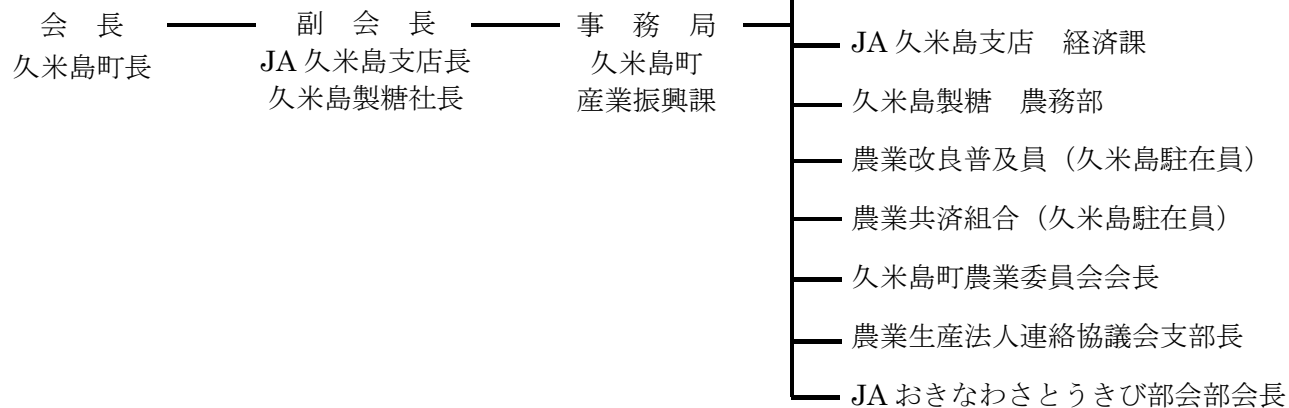 会　長
久米島町長
副　会　長
JA久米島支店長
久米島製糖社長
事　務　局
久米島町
産業振興課
JA久米島支店　経済課
久米島製糖　農務部
農業改良普及員（久米島駐在員）
農業共済組合（久米島駐在員）
久米島町農業委員会会長
農業生産法人連絡協議会支部長
JAおきなわさとうきび部会部会長